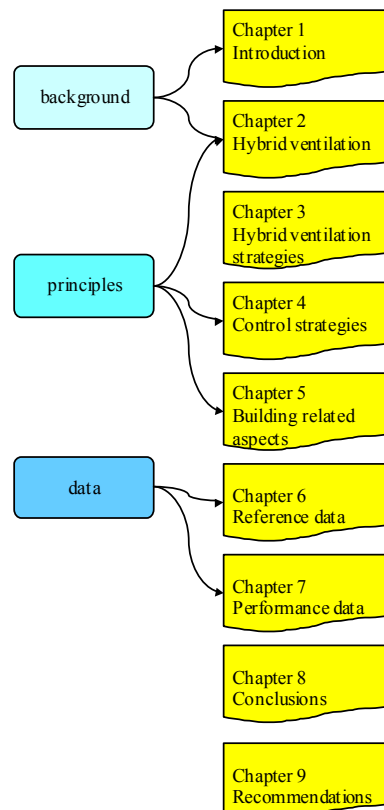 Chapter 1
Introduction
background
Chapter 2
Hybrid ventilation
Chapter 3
Hybrid ventilation
strategies
principles
Chapter 4
Control strategies
Chapter 5
Building related
aspects
data
Chapter 6
Reference data
Chapter 7
Performance data
Chapter 8
Conclusions
Chapter 9
Recommendations